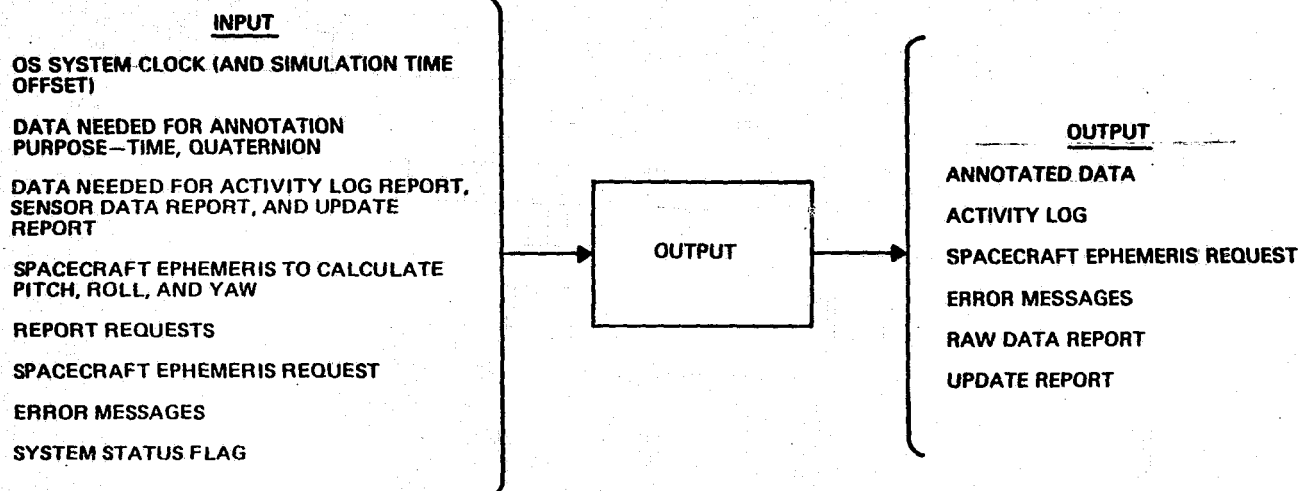 INPUT
OS SYSTEM CLOCK (AND SIMULATION TIME
OFFSET)
DATA NEEDED FOR ANNOTATION
PURPOSE—TIME, QUATERNION
DATA NEEDED FOR ACTIVITY LOG REPORT,
SENSOR DATA REPORT, AND UPDATE
REPORT
SPACECRAFT EPHEMERIS TO CALCULATE
PITCH, ROLL, AND YAW
REPORT REQUESTS
SPACECRAFT EPHEMERIS REQUEST
ERROR MESSAGES
SYSTEM STATUS FLAG
OUTPUT
OUTPUT
ANNOTATED DATA
ACTIVITY LOG
SPACECRAFT EPHEMERIS REQUEST
ERROR MESSAGES
RAW DATA REPORT
UPDATE REPORT